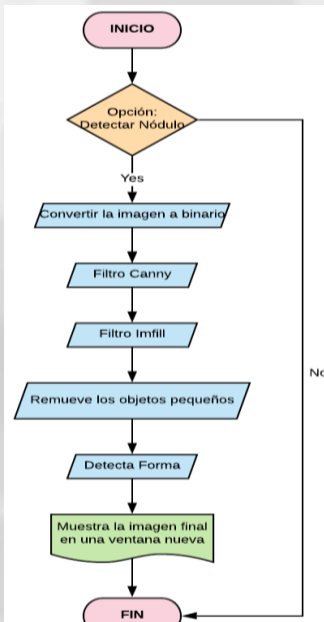 INICIO
Opción:
Detectar Nódulo
Yes
Convertir la imagen a binario
Filtro Canny
Filtro Imfill
No
Remueve los objetos pequeños
Detecta Forma
Muestra la imagen final
en una ventana nueva
FIN